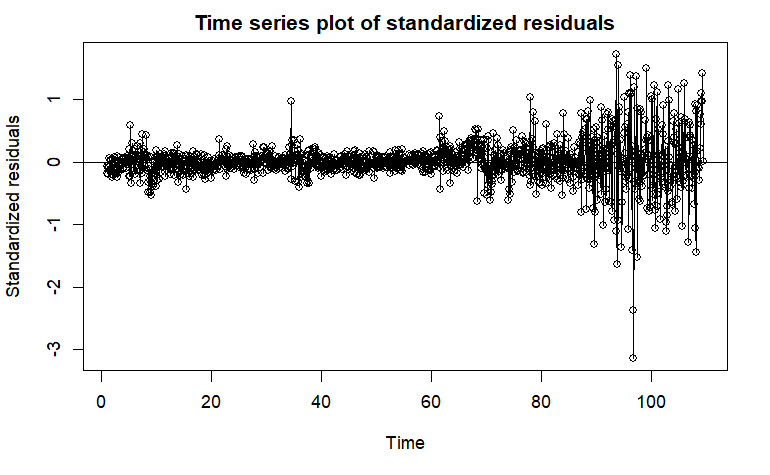 Time series plot of standardized residuals
Standardized residuals
1
0
-1
-2
-3
0 20 40 60 80 100
Time